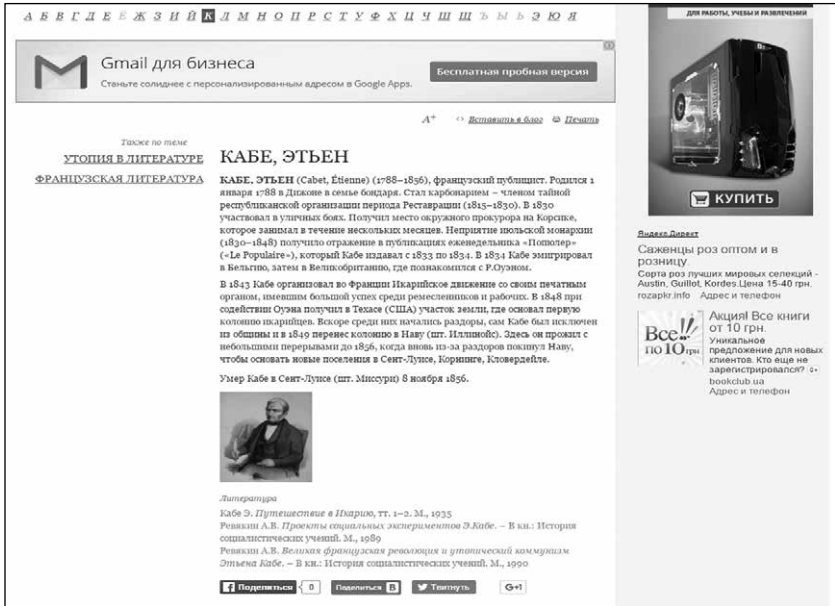 А Б В Г Д Е Ё Ж З И Й К Л М Н О П Р С Т У Ф Х Ц Ч Ш Щ Ъ Ы Ь Э Ю Я
Gmail для бизнеса
Станьте солиднее с персонализированным адресом в Google Apps.
Бесплатная пробная версия
A+ <> Вставить в блог Печать
Также по теме
УТОПИЯ В ЛИТЕРАТУРЕ
ФРАНЦУЗСКАЯ ЛИТЕРАТУРА
КАБЕ, ЭТЬЕН
КАБЕ, ЭТЬЕН (Cabet, Étienne) (1788–1856), французский публицист. Родился 1
января 1788 в Дижоне в семье бондаря. Стал карбонарием – членом тайной
республиканской организации периода Реставрации (1815–1830). В 1830
участвовал в уличных боях. Получил место окружного прокурора на Корсике,
которое занимал в течение нескольких месяцев. Неприятие июльской монархии
(1830–1848) получило отражение в публикациях еженедельника «Пополер»
(«Le Populaire»), который Кабе издавал с 1833 по 1834. В 1834 Кабе эмигрировал
в Бельгию, затем в Великобританию, где познакомился с Р.Оуэном.
В 1843 Кабе организовал во Франции Икарийское движение со своим печатным
органом, имевшим большой успех среди ремесленников и рабочих. В 1848 при
содействии Оуэна получил в Техасе (США) участок земли, где основал первую
колонию икарийцев. Вскоре среди них начались раздоры, сам Кабе был исключен
из общины и в 1849 перенес колонию в Наву (шт. Иллинойс). Здесь он прожил с
небольшими перерывами до 1856, когда вновь из-за раздоров покинул Наву,
чтобы основать новые поселения в Сент-Луисе, Корнинге, Кловердейле.
Умер Кабе в Сент-Луисе (шт. Миссури) 8 ноября 1856.
Литература
Кабе Э. Путешествие в Икарию, тт. 1–2. М., 1935
Ревякин А.В. Проекты социальных экспериментов Э.Кабе. – В кн.: История
социалистических учений. М., 1989
Ревякин А.В. Великая французская революция и утопический коммунизм
Этьена Кабе. – В кн.: История социалистических учений. М., 1990
Поделиться 0 Поделиться В Твитнуть G+1
ДЛЯ РАБОТЫ, УЧЕБЫ И РАЗВЛЕЧЕНИЙ
КУПИТЬ
Яндекс.Директ
Саженцы роз оптом и в
розницу.
Сорта роз лучших мировых селекций -
Austin, Guillot, Kordes.Цена 15-40 грн.
rozapkr.info Адрес и телефон
Все!!
по 10 грн
Акция! Все книги
от 10 грн.
Уникальное
предложение для новых
клиентов. Кто еще не
зарегистрировался? 0+
bookclub.ua
Адрес и телефон